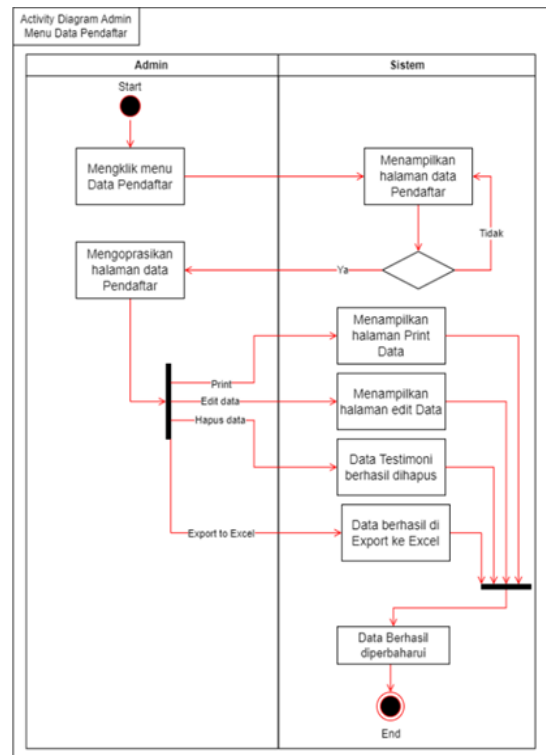 Activity Diagram Admin
Menu Data Pendaftar
Admin
Sistem
Start
Mengklik menu
Data Pendaftar
Menampilkan
halaman data
Pendaftar
Tidak
Ya
Mengoprasikan
halaman data
Pendaftar
Menampilkan
halaman Print
Data
Print
Edit data
Hapus data
Menampilkan
halaman edit Data
Data Testimoni
berhasil dihapus
Export to Excel
Data berhasil di
Export ke Excel
Data Berhasil
diperbaharui
End